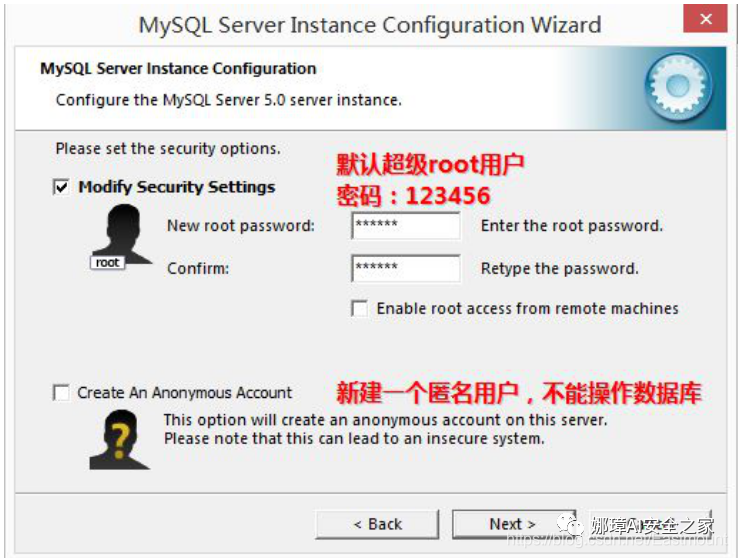 MySQL Server Instance Configuration Wizard
MySQL Server Instance Configuration
Configure the MySQL Server 5.0 server instance.
Please set the security options.
默认超级root用户
密码：123456
Modify Security Settings
New root password: ****** Enter the root password.
root
Confirm: ****** Retype the password.
Enable root access from remote machines
Create An Anonymous Account
新建一个匿名用户，不能操作数据库
This option will create an anonymous account on this server.
Please note that this can lead to an insecure system.
?
< Back
Next >
娜璋AI安全之家
https://blog.csdn.net/Eastmount